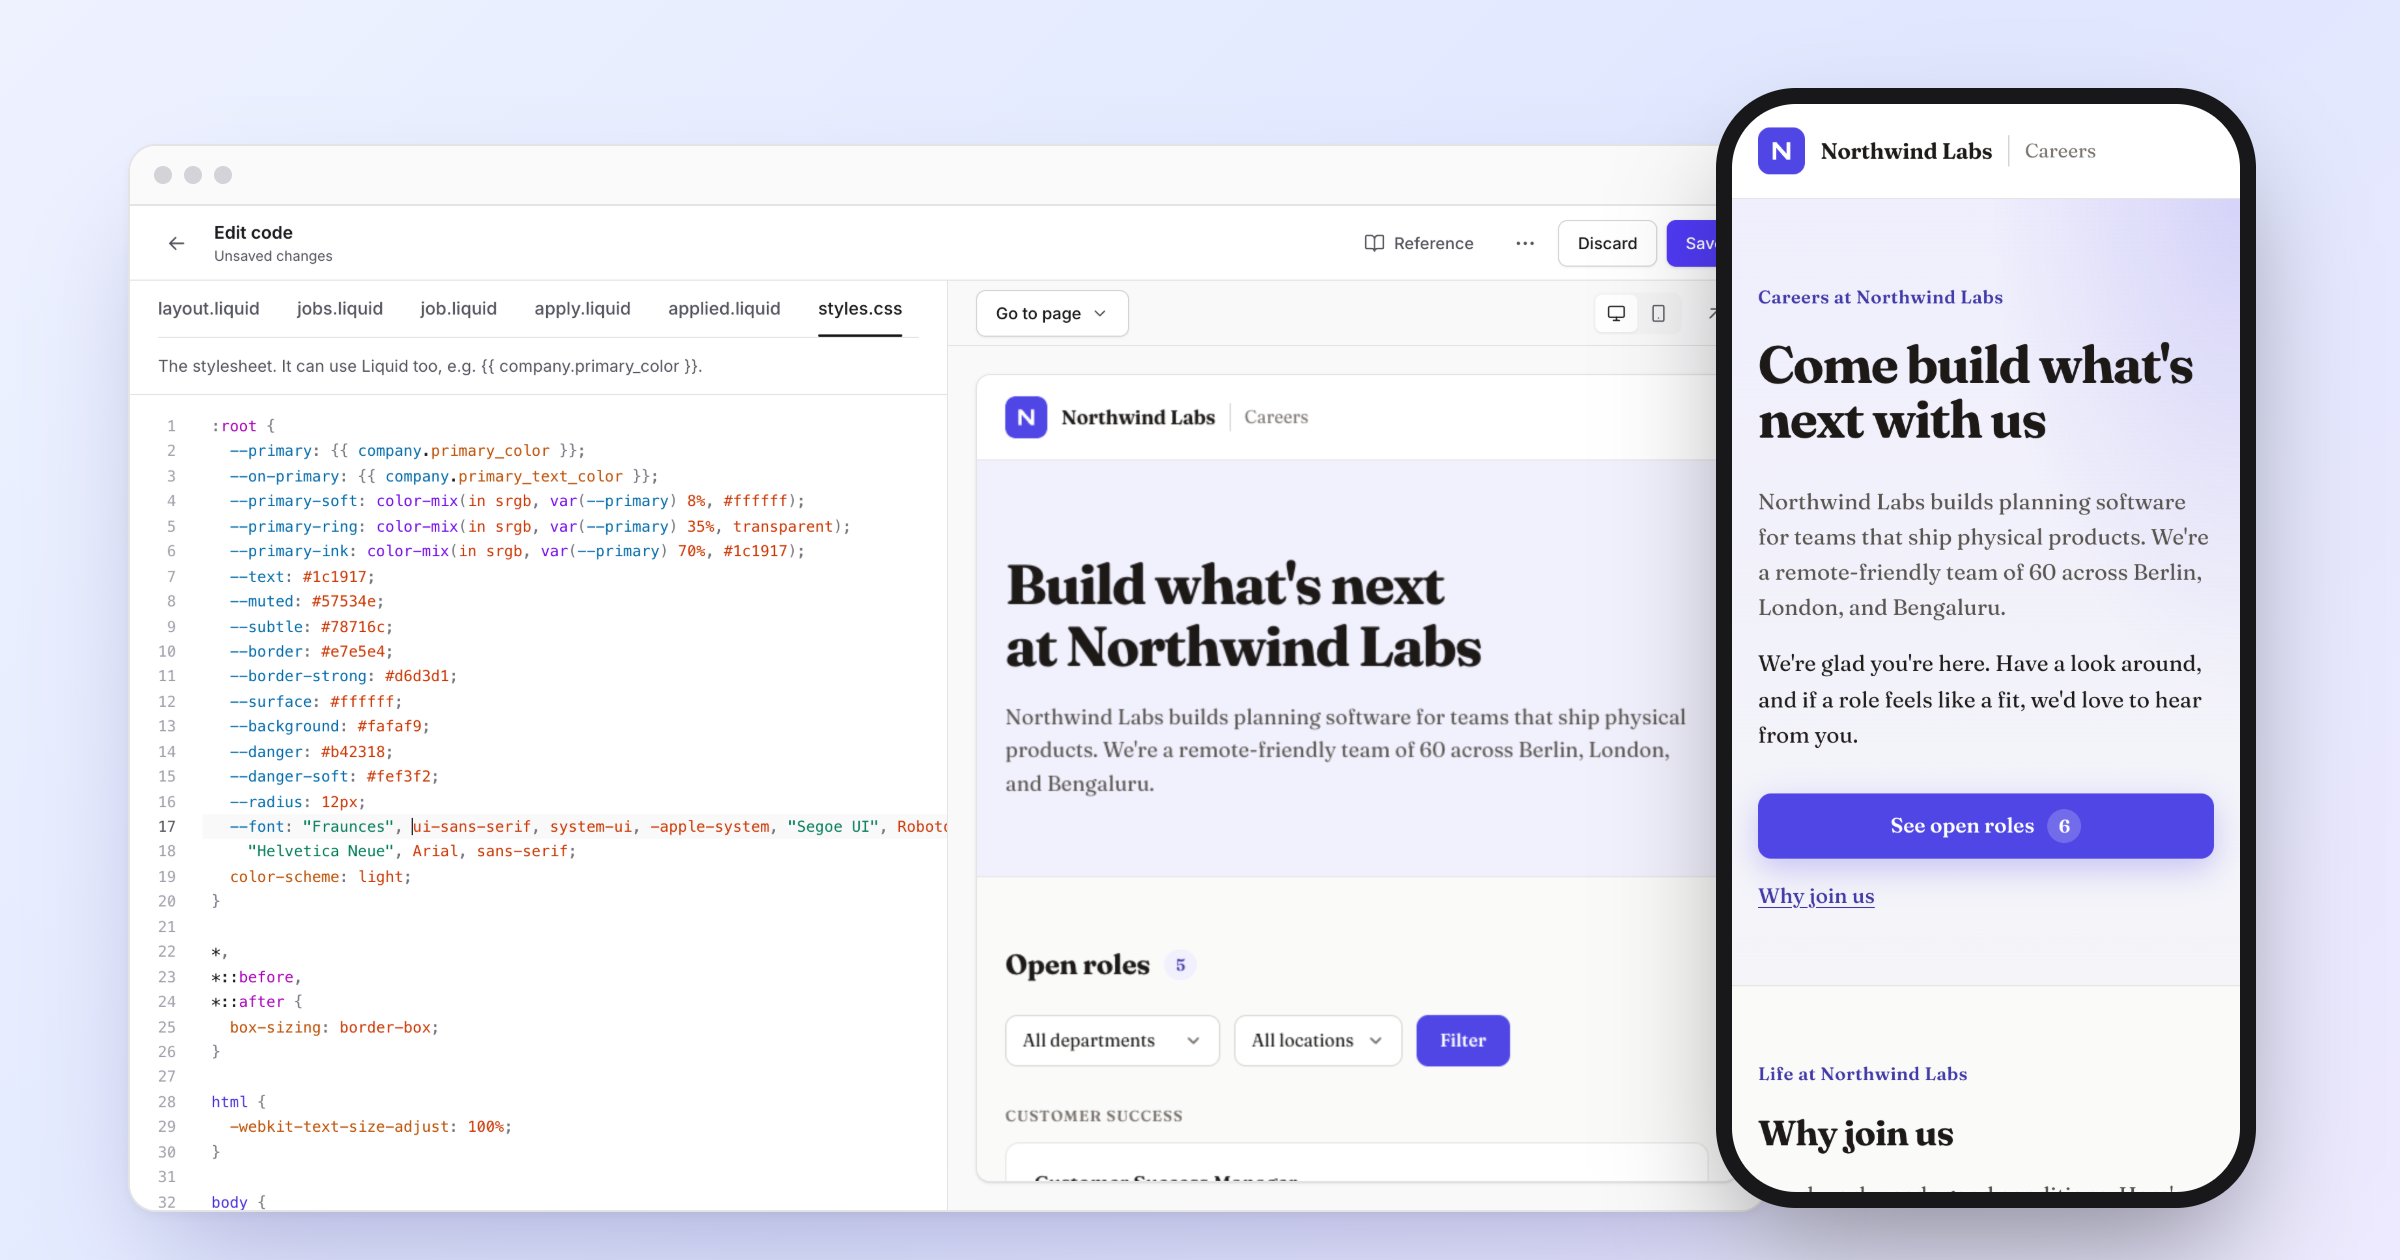 Edit code
Unsaved changes
Reference
Discard
layout.liquid jobs.liquid job.liquid apply.liquid applied.liquid styles.css
The stylesheet. It can use Liquid too, e.g. {{ company.primary_color }}.
1 :root {
2 --primary: {{ company.primary_color }};
3 --on-primary: {{ company.primary_text_color }};
4 --primary-soft: color-mix(in srgb, var(--primary) 8%, #ffffff);
5 --primary-ring: color-mix(in srgb, var(--primary) 35%, transparent);
6 --primary-ink: color-mix(in srgb, var(--primary) 70%, #1c1917);
7 --text: #1c1917;
8 --muted: #57534e;
9 --subtle: #78716c;
10 --border: #e7e5e4;
11 --border-strong: #d6d3d1;
12 --surface: #ffffff;
13 --background: #fafaf9;
14 --danger: #b42318;
15 --danger-soft: #fef3f2;
16 --radius: 12px;
17 --font: "Fraunces", ui-sans-serif, system-ui, -apple-system, "Segoe UI", Roboto
18 "Helvetica Neue", Arial, sans-serif;
19 color-scheme: light;
20 }
21
22 *,
23 *::before,
24 *::after {
25 box-sizing: border-box;
26 }
27
28 html {
29 -webkit-text-size-adjust: 100%;
30 }
31
32 body {
Go to page
N Northwind Labs Careers
Build what's next
at Northwind Labs
Northwind Labs builds planning software for teams that ship physical
products. We're a remote-friendly team of 60 across Berlin, London,
and Bengaluru.
Open roles 5
All departments All locations Filter
CUSTOMER SUCCESS
Customer Success Manager
N Northwind Labs Careers
Careers at Northwind Labs
Come build what's
next with us
Northwind Labs builds planning software
for teams that ship physical products. We're
a remote-friendly team of 60 across Berlin,
London, and Bengaluru.
We're glad you're here. Have a look around,
and if a role feels like a fit, we'd love to hear
from you.
See open roles 6
Why join us
Life at Northwind Labs
Why join us